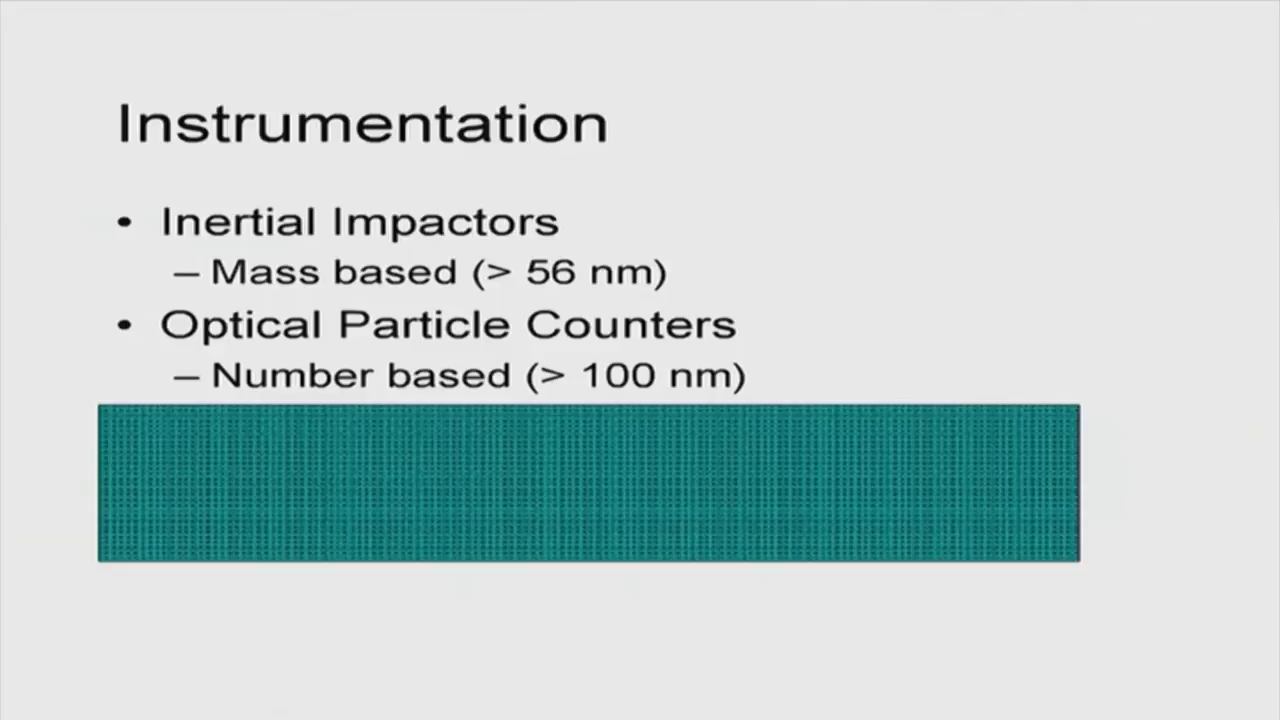 Instrumentation
• Inertial Impactors
– Mass based (> 56 nm)
• Optical Particle Counters
– Number based (> 100 nm)